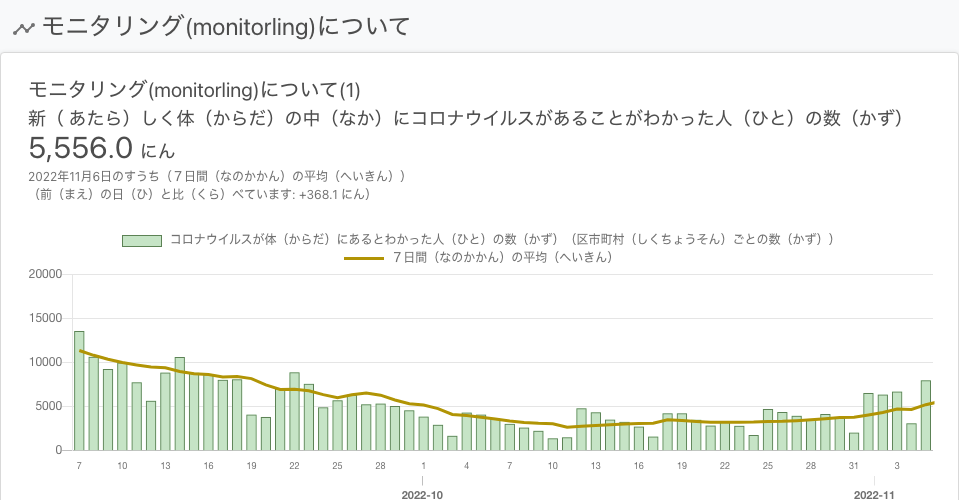 モニタリング(monitorling)について
モニタリング(monitorling)について(1)
新（ あたら）しく体（からだ）の中（なか）にコロナウイルスがあることがわかった人（ひと）の数（かず）
5,556.0 にん
2022年11月6日のすうち（７日間（なのかかん）の平均（へいきん））
（前（まえ）の日（ひ）と比（くら）べています: +368.1 にん）
コロナウイルスが体（からだ）にあるとわかった人（ひと）の数（かず）（区市町村（しくちょうそん）ごとの数（かず））
７日間（なのかかん）の平均（へいきん）
20000
15000
10000
5000
0
7 10 13 16 19 22 25 28 1 4 7 10 13 16 19 22 25 28 31 3
2022-10 2022-11